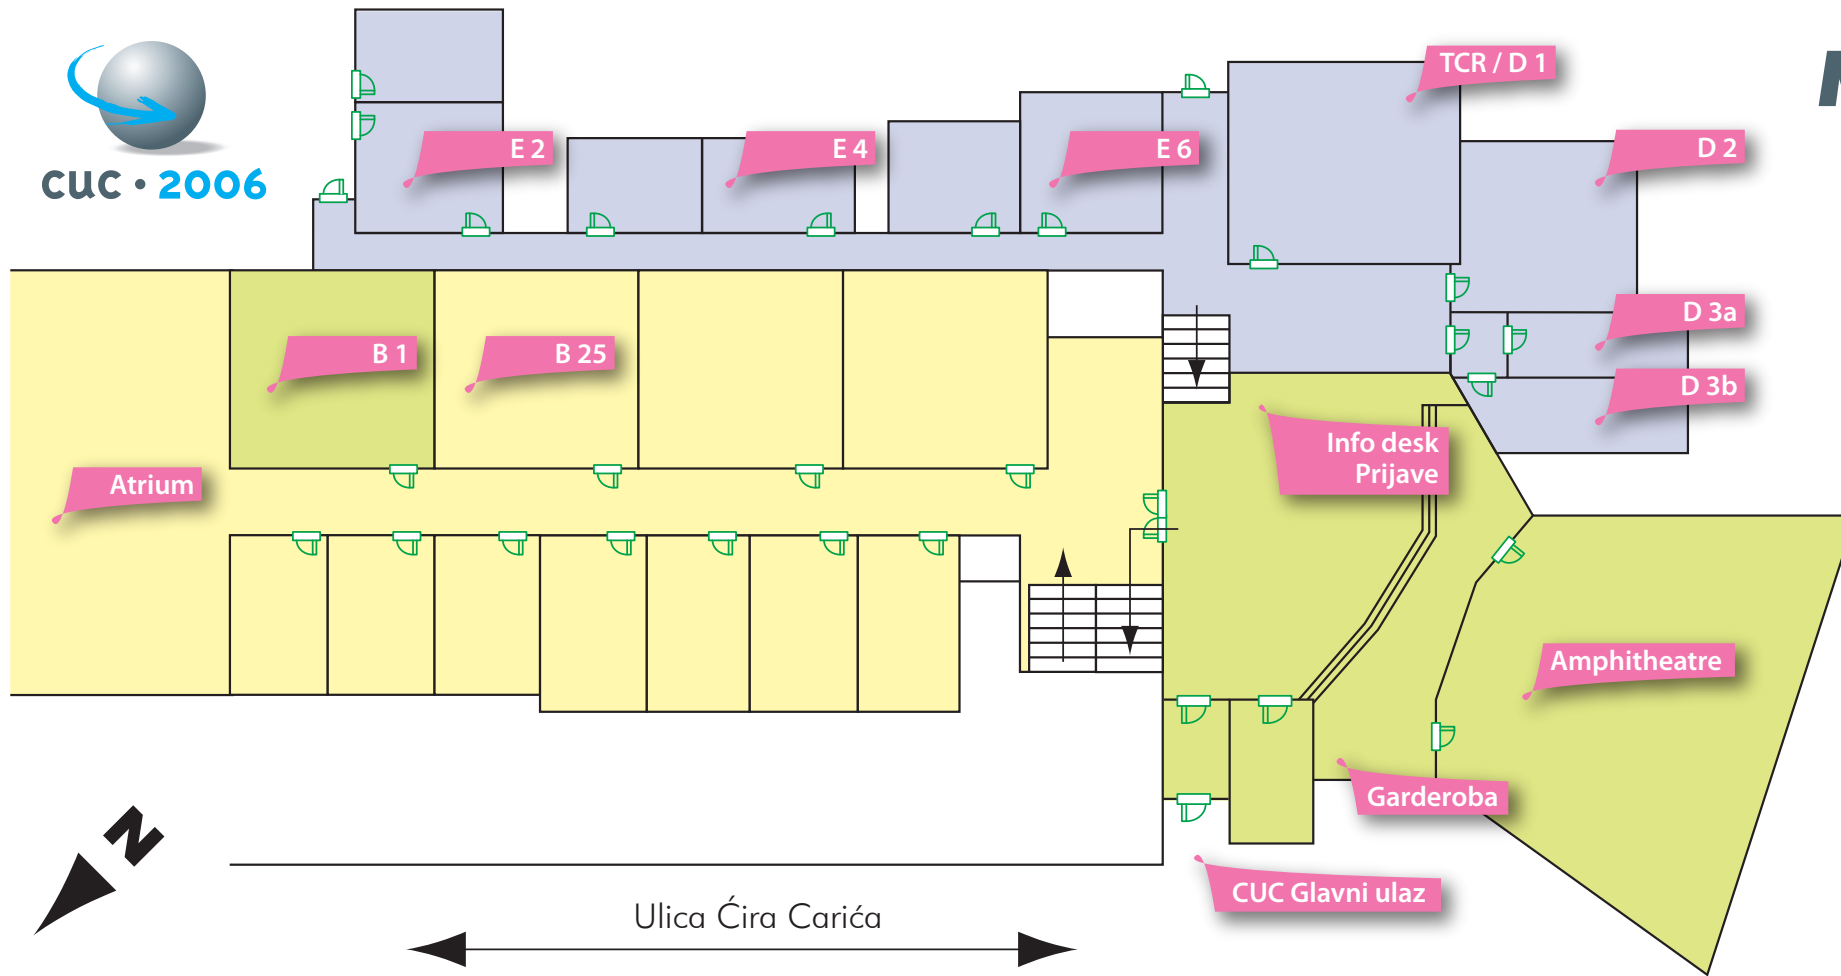 cuc • 2006
TCR / D 1
E 2
E 4
E 6
D 2
D 3a
D 3b
B 1
B 25
Info desk
Prijave
Atrium
Amphitheatre
Garderoba
N
CUC Glavni ulaz
Ulica Ćira Carića